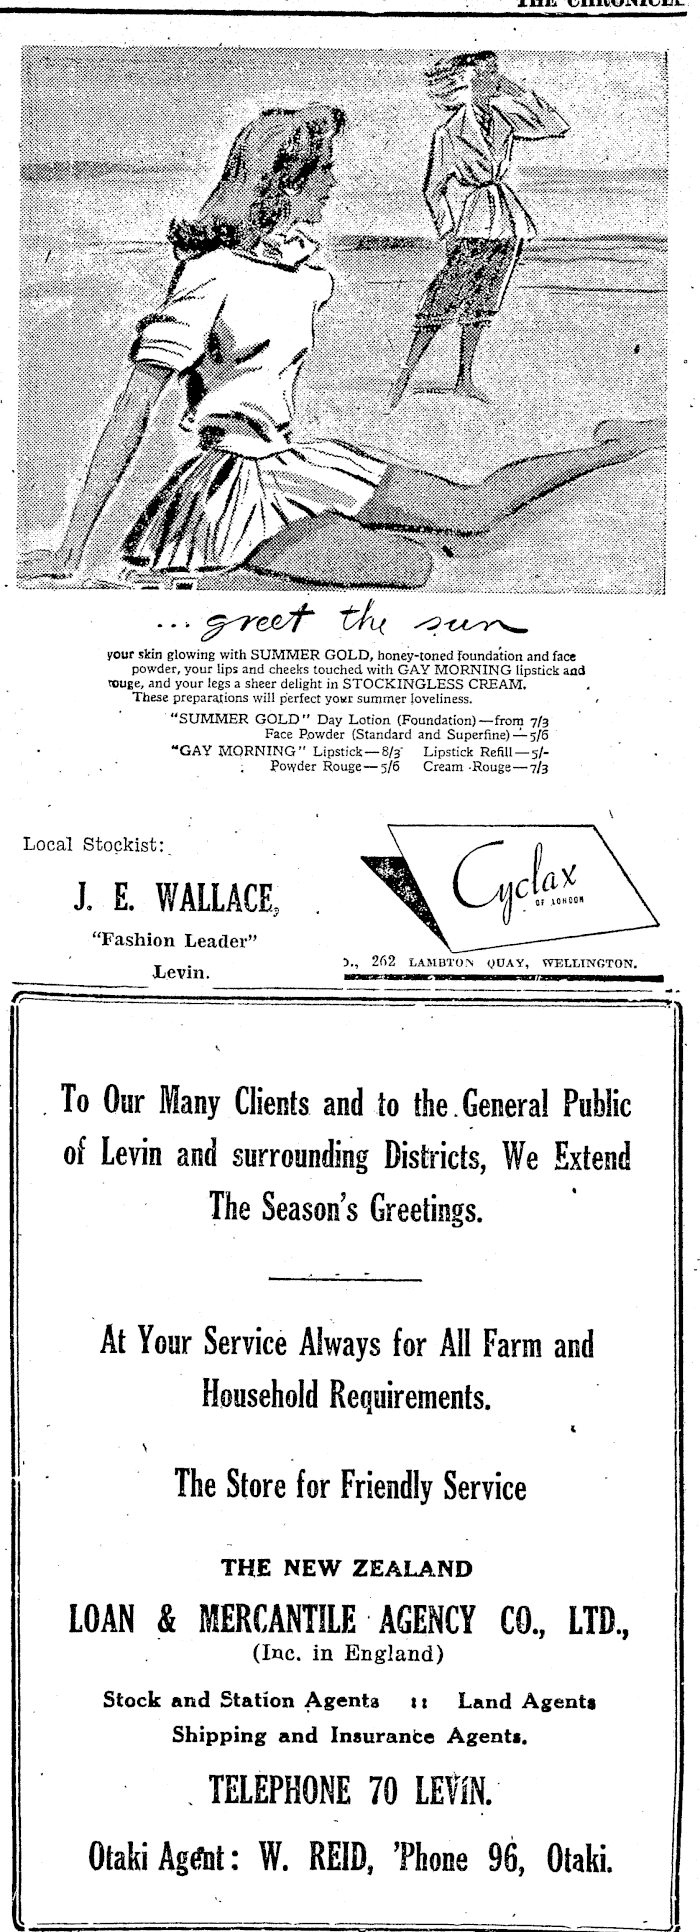 THE CHRONICLE
... greet the sun
your skin glowing with SUMMER GOLD, honey-toned foundation and face
powder, your lips and cheeks touched with GAY MORNING lipstick and
rouge, and your legs a sheer delight in STOCKINGLESS CREAM.
These preparations will perfect your summer loveliness.
"SUMMER GOLD" Day Lotion (Foundation)—from 7/3
Face Powder (Standard and Superfine)—5/6
"GAY MORNING" Lipstick—8/3 Lipstick Refill—5/-
Powder Rouge—5/6 Cream Rouge—7/3
Local Stockist:
J. E. WALLACE,
"Fashion Leader"
Levin.
Cyclax
OF LONDON
262 LAMBTON QUAY, WELLINGTON.
To Our Many Clients and to the General Public
of Levin and surrounding Districts, We Extend
The Season's Greetings.
At Your Service Always for All Farm and
Household Requirements.
The Store for Friendly Service
THE NEW ZEALAND
LOAN & MERCANTILE AGENCY CO., LTD.,
(Inc. in England)
Stock and Station Agents :: Land Agents
Shipping and Insurance Agents.
TELEPHONE 70 LEVIN.
Otaki Agent: W. REID, 'Phone 96, Otaki.